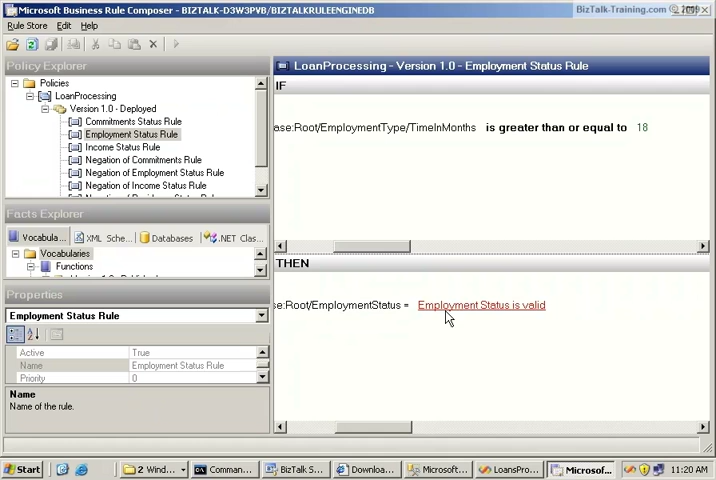 Microsoft Business Rule Composer - BIZTALK-D3W3PVB/BIZTALKRULEENGINEDB
BizTalk-Training.com
Rule Store Edit Help
Policy Explorer
LoanProcessing - Version 1.0 - Employment Status Rule
IF
Policies
LoanProcessing
Version 1.0 - Deployed
Commitments Status Rule
Employment Status Rule
Income Status Rule
Negation of Commitments Rule
Negation of Employment Status Rule
Negation of Income Status Rule
ase:Root/EmploymentType/TimeInMonths is greater than or equal to 18
Facts Explorer
Vocabula... XML Sche... Databases .NET Clas...
Vocabularies
Functions
THEN
se:Root/EmploymentStatus = Employment Status is valid
Properties
Employment Status Rule
Active True
Name Employment Status Rule
Priority 0
Name
Name of the rule.
Start 2 Wind... Comman... BizTalk S... Downloa... Microsoft... LoansPro... Microsof... 11:20 AM